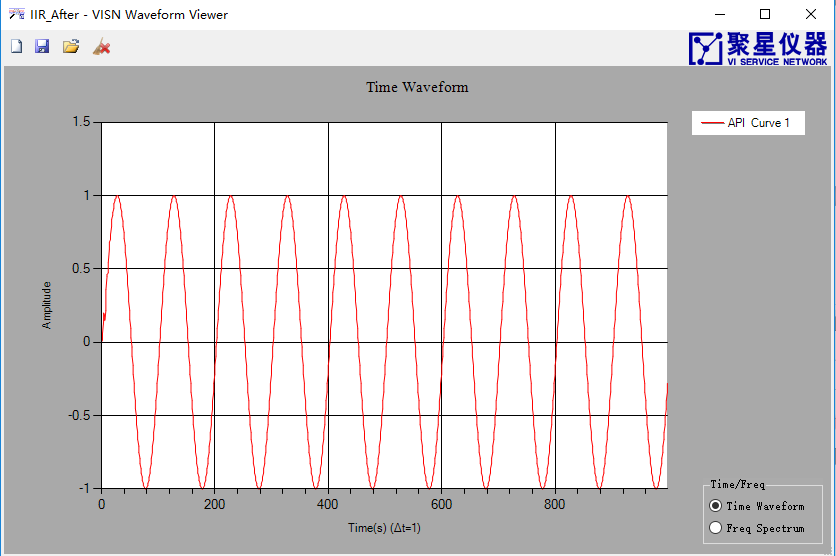 IIR_After - VISN Waveform Viewer
聚星仪器
VI SERVICE NETWORK
Time Waveform
API Curve 1
1.5
1
0.5
0
-0.5
-1
Amplitude
0 200 400 600 800
Time(s) (Δt=1)
Time/Freq
Time Waveform
Freq Spectrum